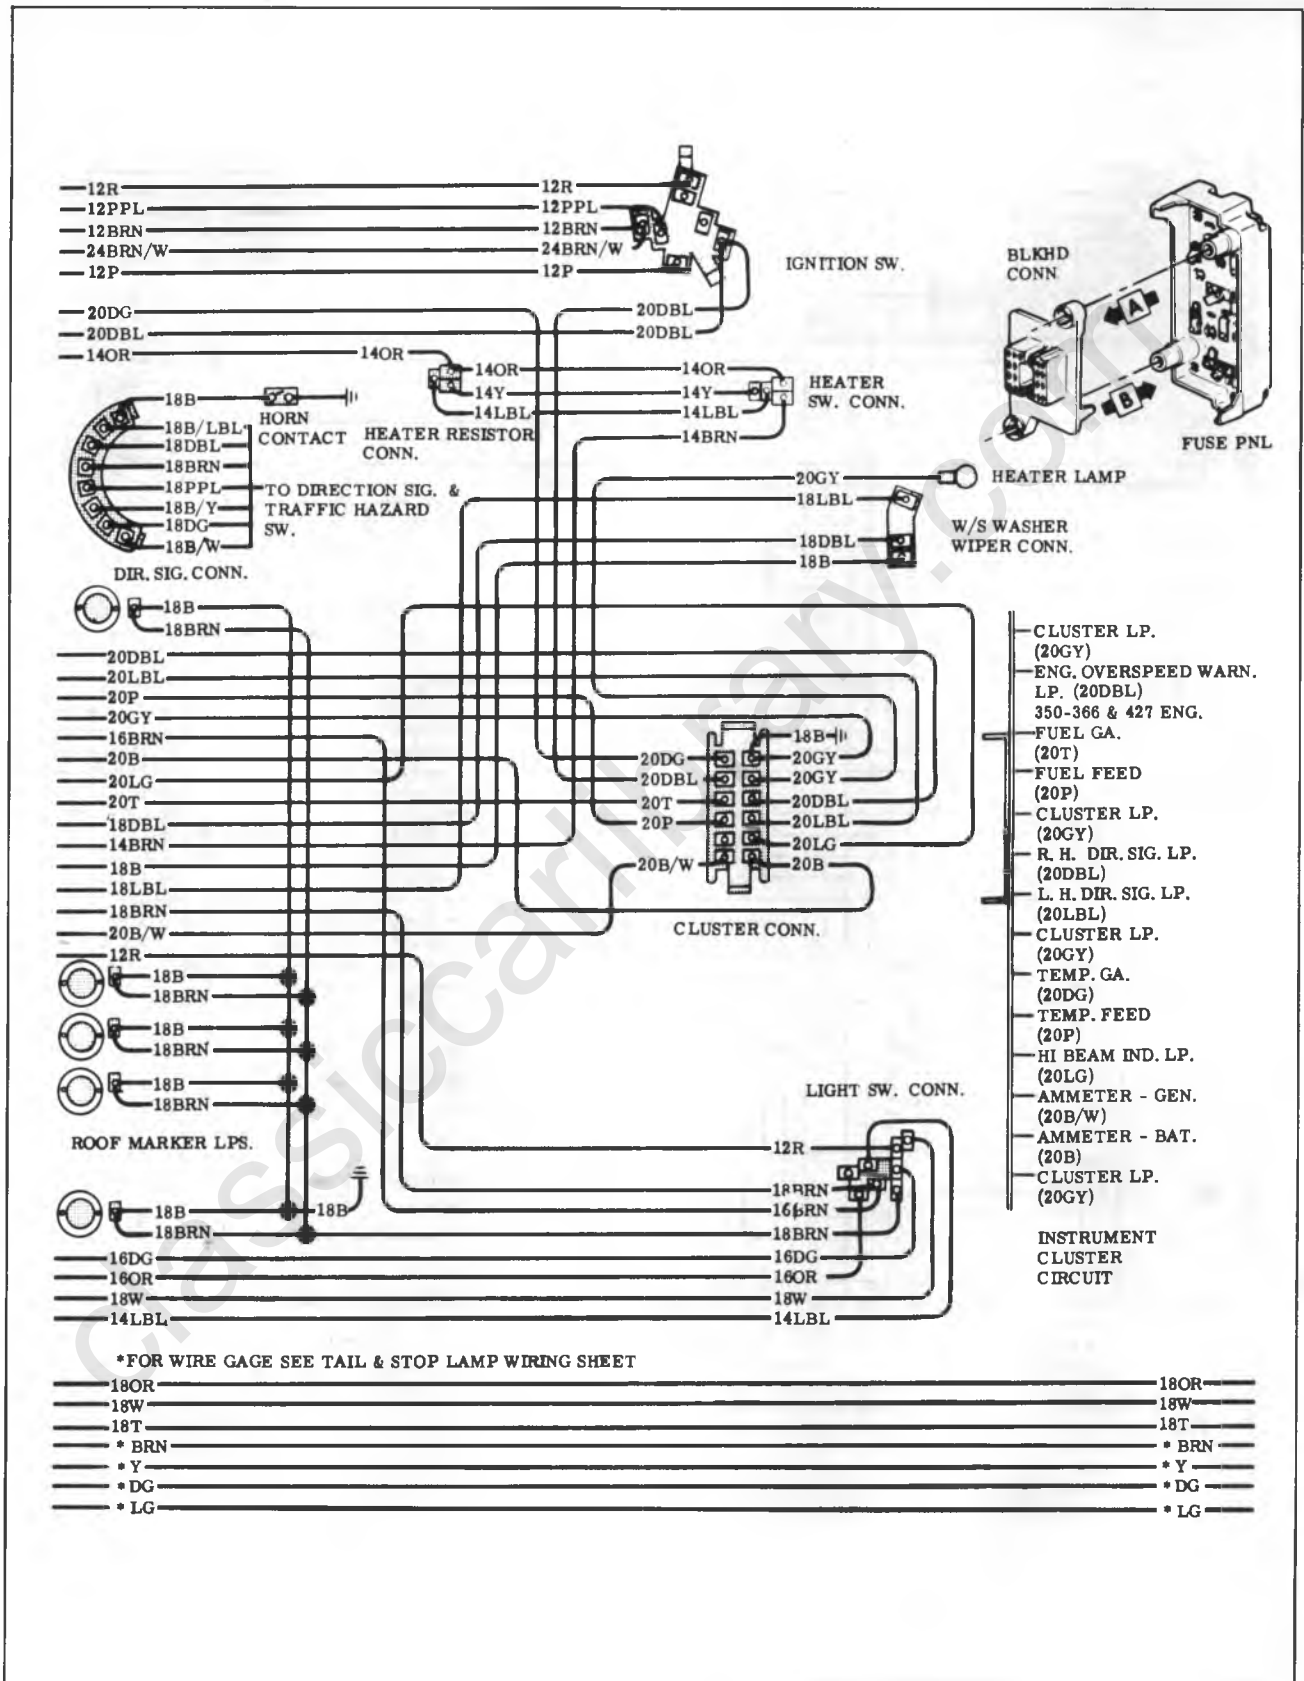 12R 12R
12PPL 12PPL
12BRN 12BRN
24BRN/W 24BRN/W
12P 12P
IGNITION SW.
BLKHD
CONN
A
B
FUSE PNL
20DG 20DBL
20DBL 20DBL
14OR 14OR
14OR 14OR
14Y 14Y
14LBL 14LBL
14BRN
HEATER
SW. CONN.
HEATER RESISTOR
CONN.
18B
HORN
CONTACT
18B/LBL
18DBL
18BRN
18PPL
18B/Y
18DG
18B/W
TO DIRECTION SIG. &
TRAFFIC HAZARD
SW.
DIR. SIG. CONN.
20GY
HEATER LAMP
18LBL
18DBL
18B
W/S WASHER
WIPER CONN.
18B
18BRN
20DBL
20LBL
20P
20GY
16BRN
20B
20LG
20T
18DBL
14BRN
18B
18LBL
18BRN
20B/W
12R
18B
20DG 20GY
20DBL 20GY
20T 20DBL
20P 20LBL
20LG
20B/W 20B
CLUSTER CONN.
CLUSTER LP.
(20GY)
ENG. OVERSPEED WARN.
LP. (20DBL)
350-366 & 427 ENG.
FUEL GA.
(20T)
FUEL FEED
(20P)
CLUSTER LP.
(20GY)
R. H. DIR. SIG. LP.
(20DBL)
L. H. DIR. SIG. LP.
(20LBL)
CLUSTER LP.
(20GY)
TEMP. GA.
(20DG)
TEMP. FEED
(20P)
HI BEAM IND. LP.
(20LG)
AMMETER - GEN.
(20B/W)
AMMETER - BAT.
(20B)
CLUSTER LP.
(20GY)
INSTRUMENT
CLUSTER
CIRCUIT
18B
18BRN
18B
18BRN
18B
18BRN
ROOF MARKER LPS.
18B 18B
18BRN
LIGHT SW. CONN.
12R
18BRN
16BRN
18BRN
16DG 16DG
16OR 16OR
18W 18W
14LBL 14LBL
*FOR WIRE GAGE SEE TAIL & STOP LAMP WIRING SHEET
18OR 18OR
18W 18W
18T 18T
* BRN * BRN
* Y * Y
* DG * DG
* LG * LG
classiccarlibrary.com